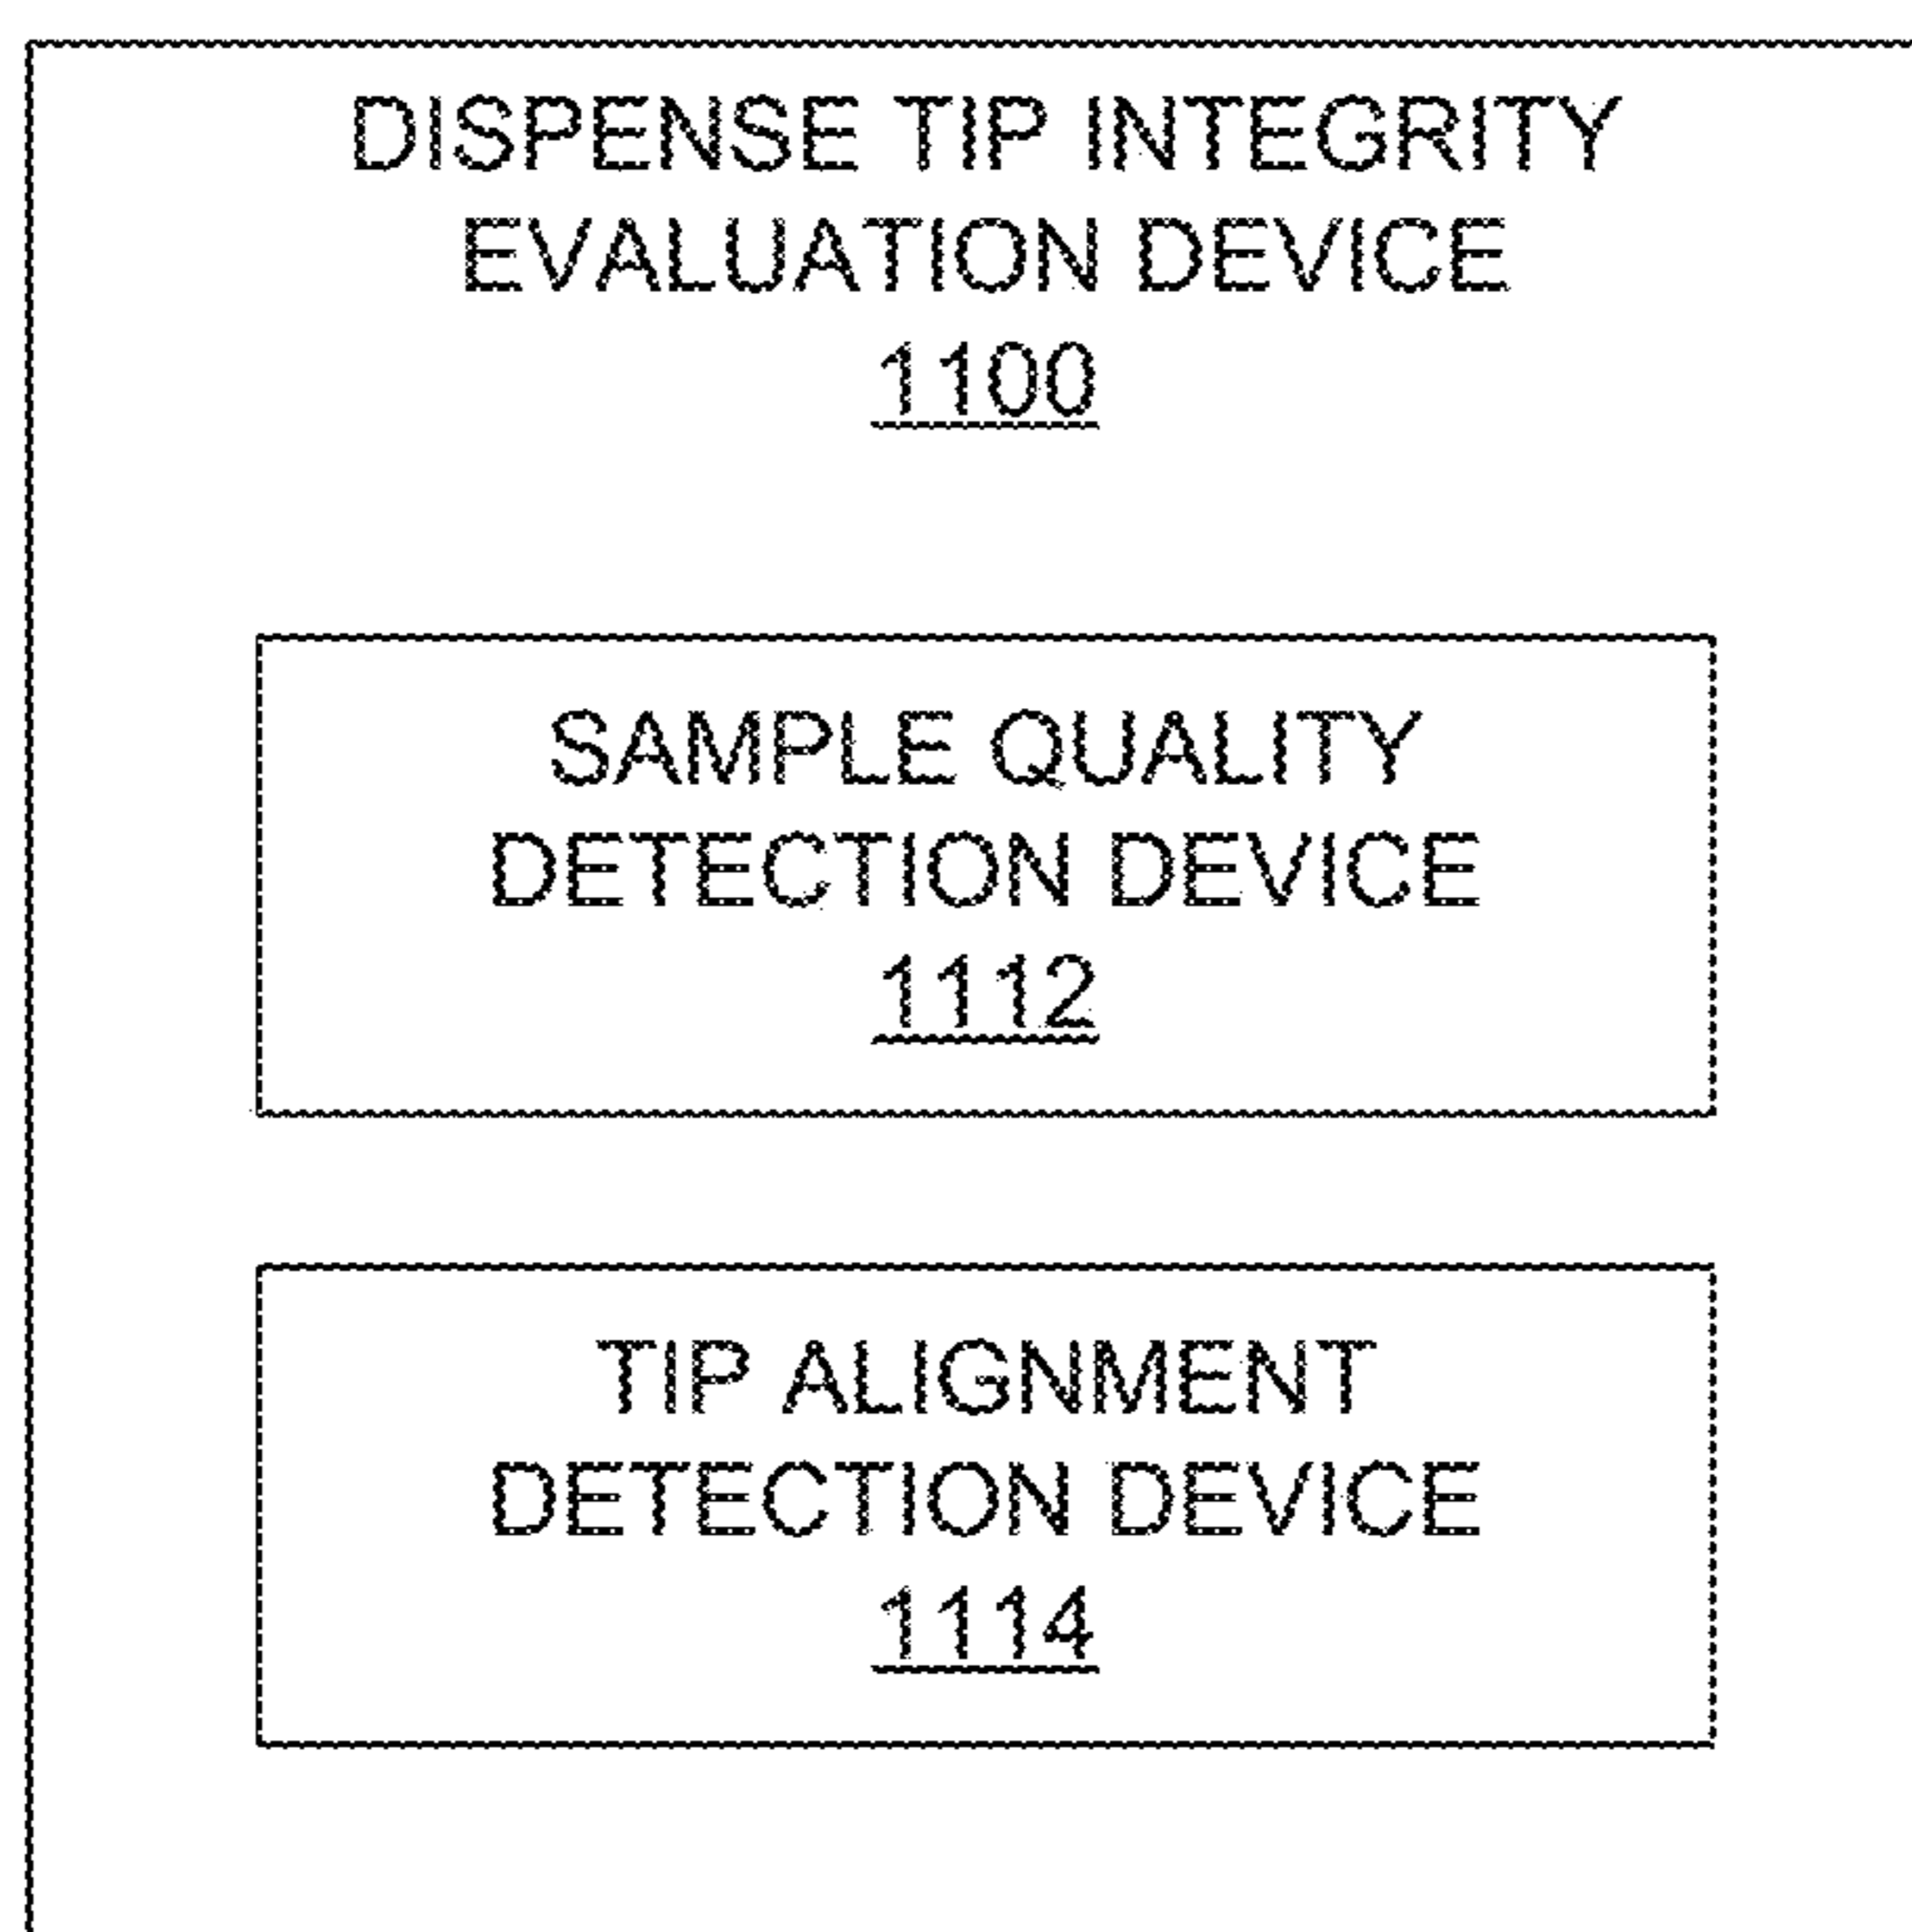 DISPENSE TIP INTEGRITY
EVALUATION DEVICE
1100
SAMPLE QUALITY
DETECTION DEVICE
1112
TIP ALIGNMENT
DETECTION DEVICE
1114